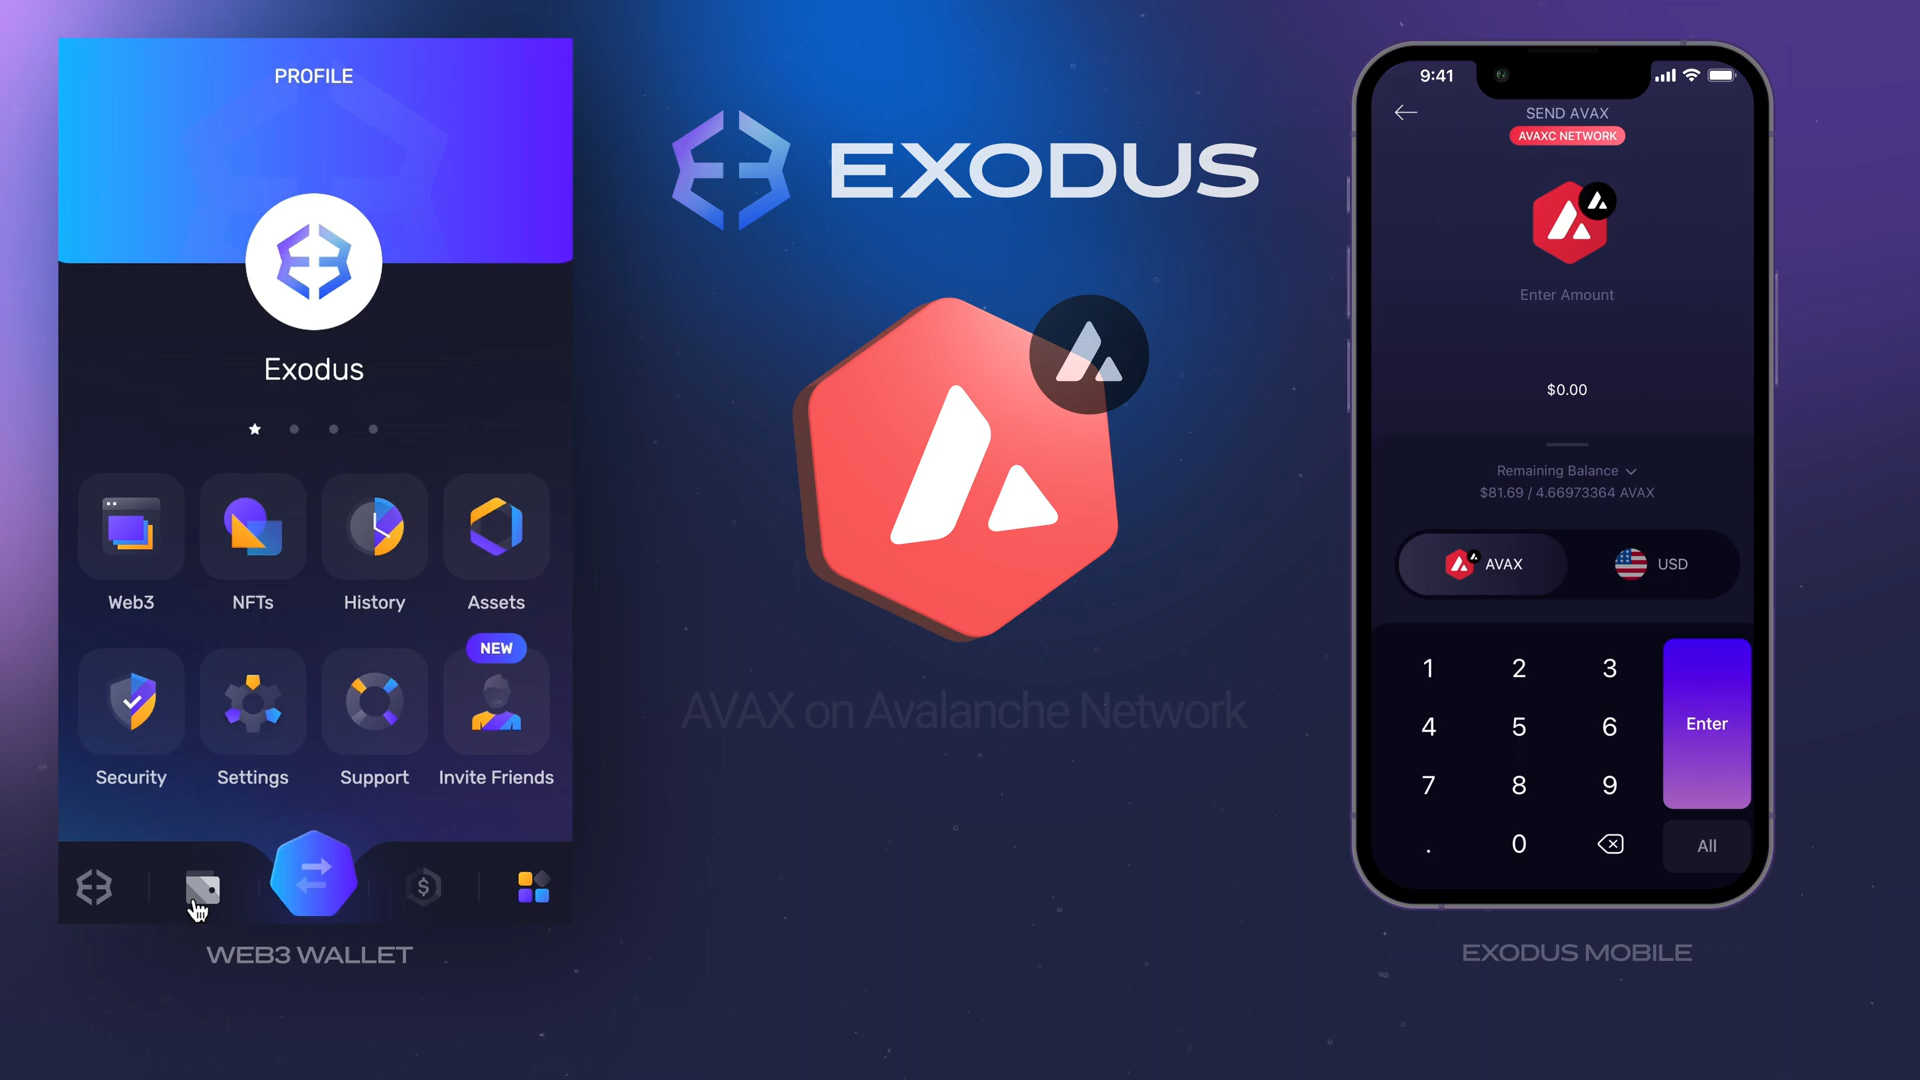 PROFILE
Exodus
Web3
NFTs
History
Assets
NEW
Security
Settings
Support
Invite Friends
$
WEB3 WALLET
EXODUS
AVAX on Avalanche Network
9:41
SEND AVAX
AVAXC NETWORK
Enter Amount
$0.00
Remaining Balance
$81.69 / 4.66973364 AVAX
AVAX
USD
1 2 3
4 5 6
Enter
7 8 9
. 0
All
EXODUS MOBILE